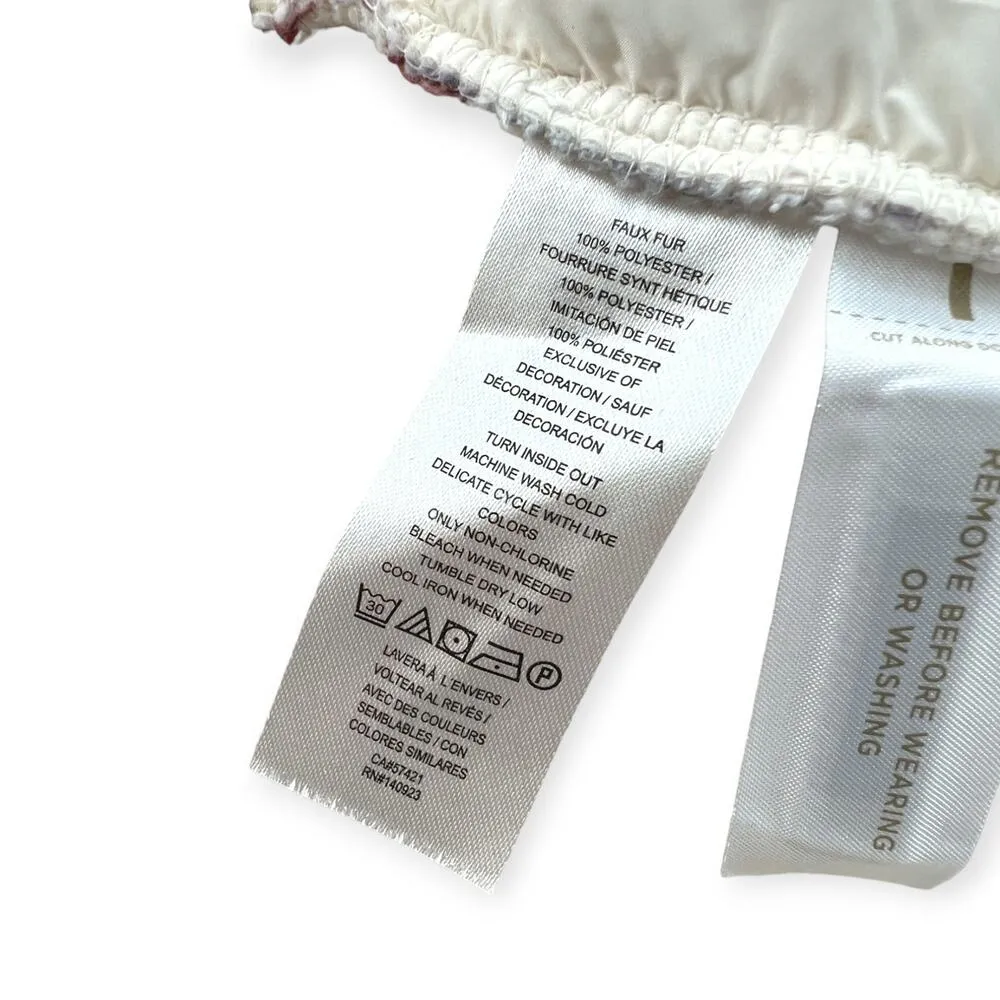 FAUX FUR
100% POLYESTER /
FOURRURE SYNT HÉTIQUE
100% POLYESTER /
IMITACIÓN DE PIEL
100% POLIÉSTER
EXCLUSIVE OF
DECORATION / SAUF
DÉCORATION / EXCLUYE LA
DECORACIÓN
TURN INSIDE OUT
MACHINE WASH COLD
DELICATE CYCLE WITH LIKE
COLORS
ONLY NON-CHLORINE
BLEACH WHEN NEEDED
TUMBLE DRY LOW
COOL IRON WHEN NEEDED
30 P
LAVERA À L'ENVERS /
VOLTEAR AL REVÉS /
AVEC DES COULEURS
SEMBLABLES / CON
COLORES SIMILARES
CA#57421
RN#140923
CUT ALONG
REMOVE BEFORE WEARING
OR WASHING